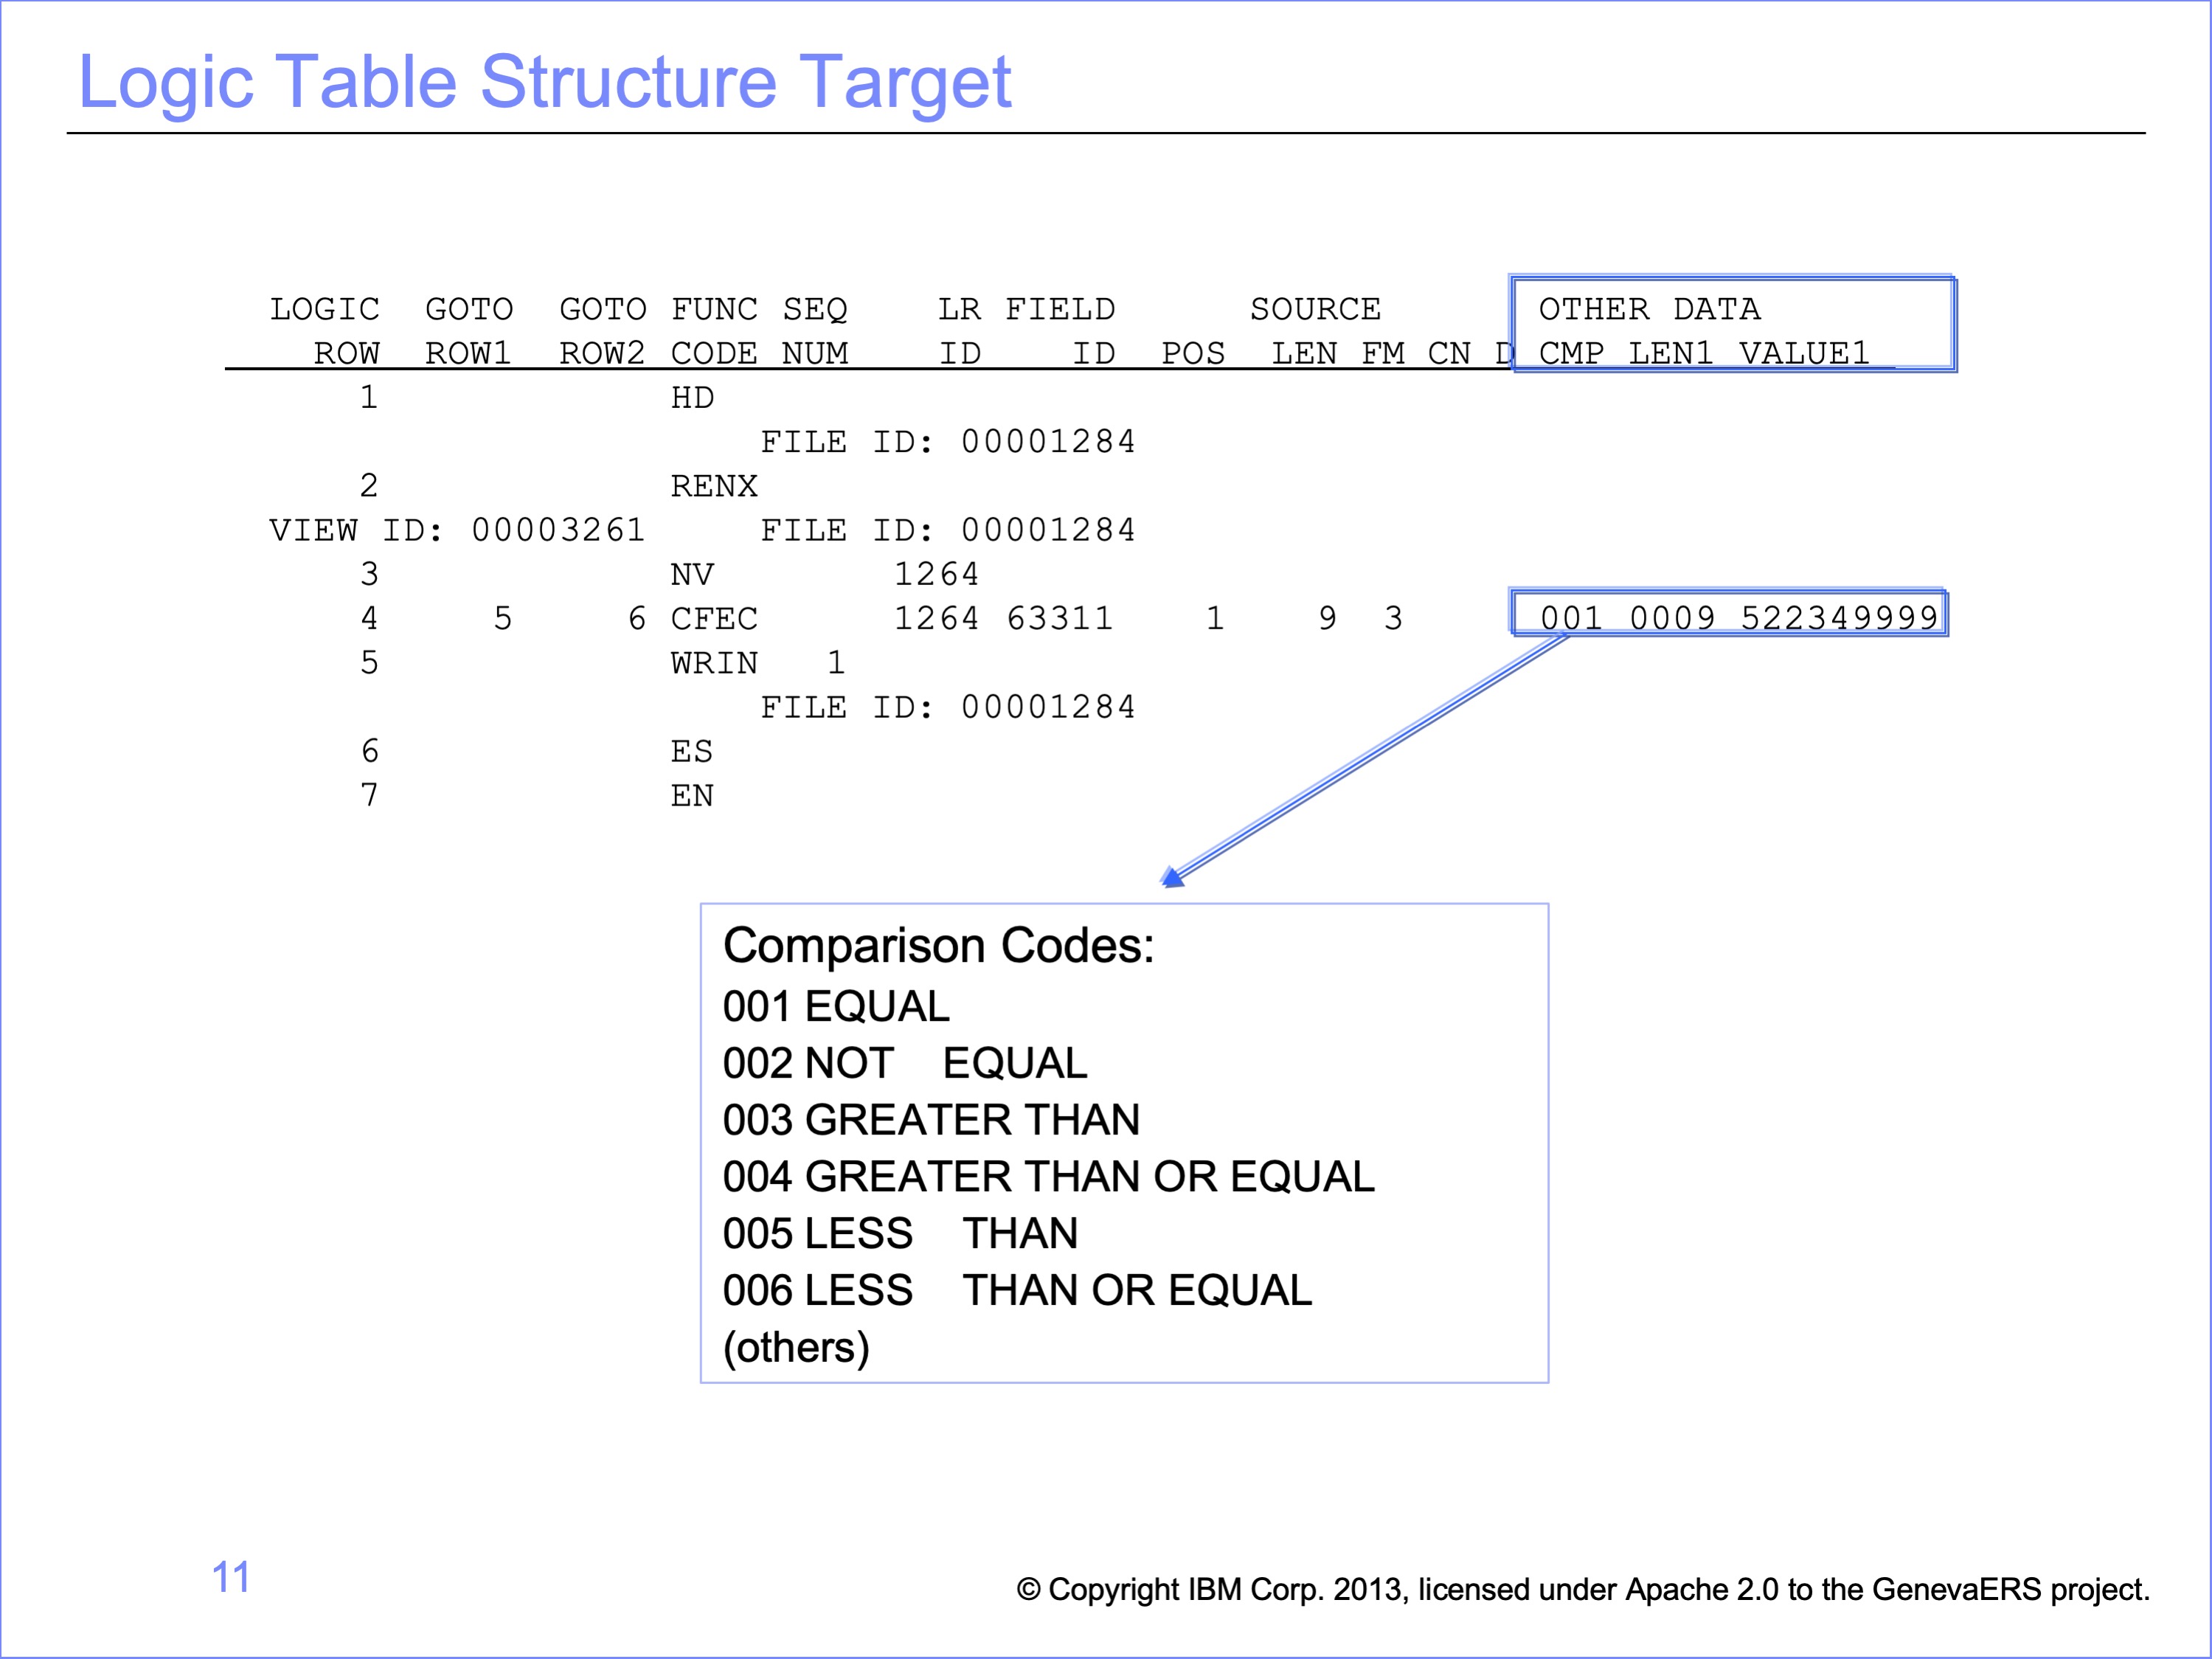 Logic Table Structure Target
LOGIC GOTO GOTO FUNC SEQ LR FIELD SOURCE OTHER DATA
ROW ROW1 ROW2 CODE NUM ID ID POS LEN FM CN D CMP LEN1 VALUE1
1 HD
FILE ID: 00001284
2 RENX
VIEW ID: 00003261 FILE ID: 00001284
3 NV 1264
4 5 6 CFEC 1264 63311 1 9 3 001 0009 522349999
5 WRIN 1
FILE ID: 00001284
6 ES
7 EN
Comparison Codes:
001 EQUAL
002 NOT EQUAL
003 GREATER THAN
004 GREATER THAN OR EQUAL
005 LESS THAN
006 LESS THAN OR EQUAL
(others)
11
© Copyright IBM Corp. 2013, licensed under Apache 2.0 to the GenevaERS project.